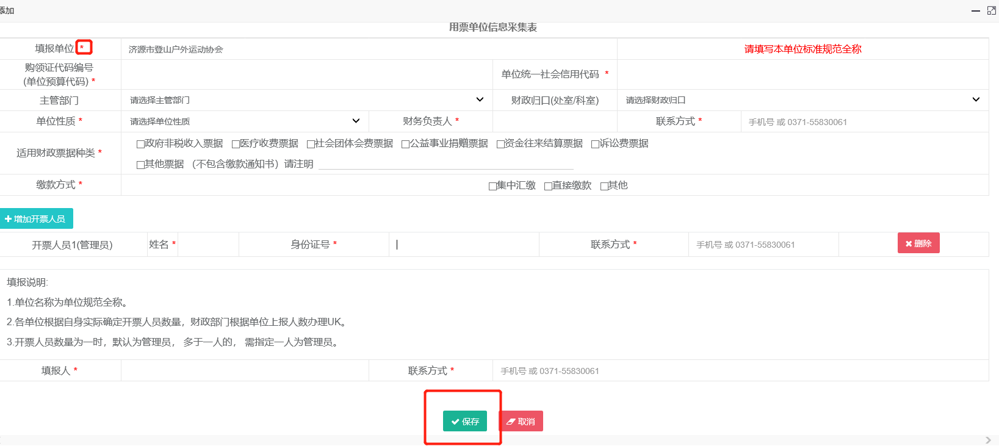 添加
用票单位信息采集表
填报单位 * 济源市登山户外运动协会 请填写本单位标准规范全称
购领证代码编号
(单位预算代码) * 单位统一社会信用代码 *
主管部门 请选择主管部门 财政归口(处室/科室) 请选择财政归口
单位性质 * 请选择单位性质 财务负责人 * 联系方式 * 手机号 或 0371-55830061
适用财政票据种类 * 政府非税收入票据 医疗收费票据 社会团体会费票据 公益事业捐赠票据 资金往来结算票据 诉讼费票据
其他票据 （不包含缴款通知书）请注明
缴款方式 * 集中汇缴 直接缴款 其他
增加开票人员
开票人员1(管理员) 姓名 * 身份证号 * 联系方式 * 手机号 或 0371-55830061 删除
填报说明:
1.单位名称为单位规范全称。
2.各单位根据自身实际确定开票人员数量，财政部门根据单位上报人数办理UK。
3.开票人员数量为一时，默认为管理员， 多于一人的， 需指定一人为管理员。
填报人 * 联系方式 * 手机号 或 0371-55830061
保存 取消